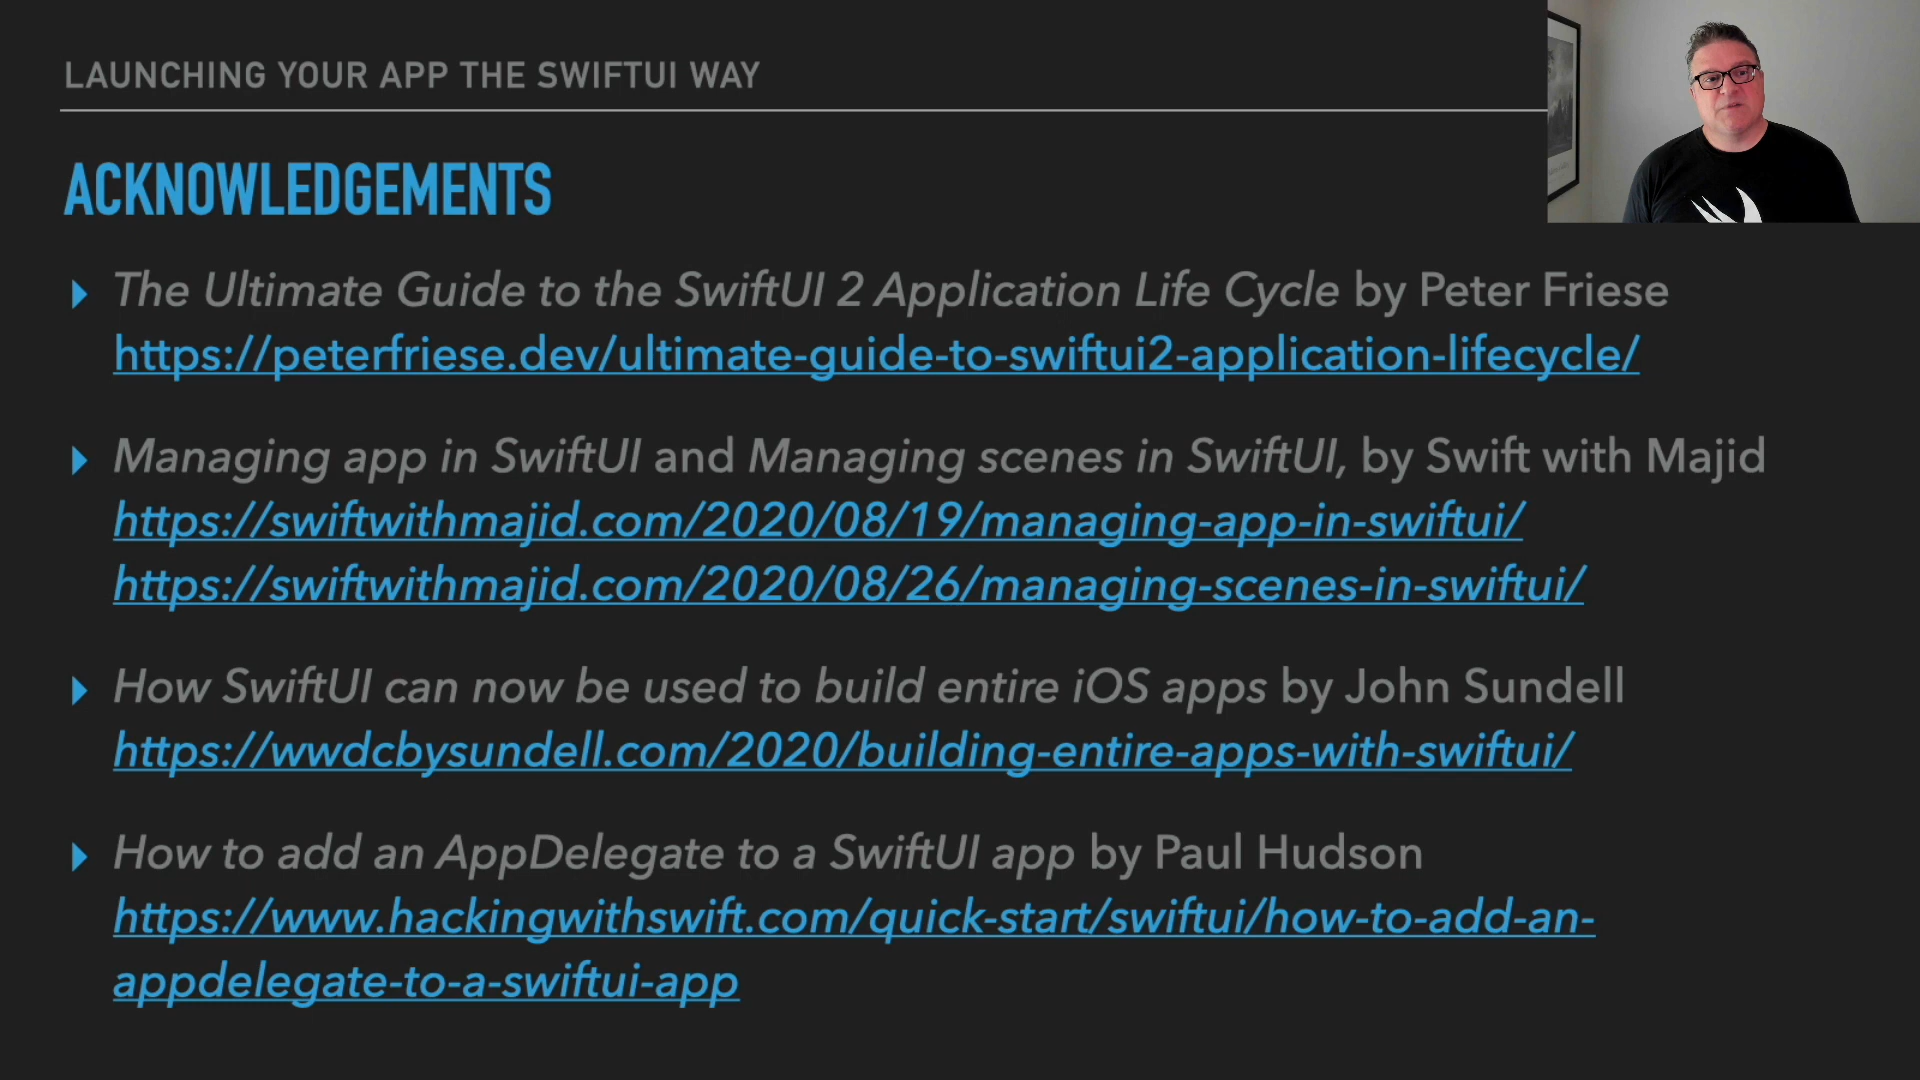 LAUNCHING YOUR APP THE SWIFTUI WAY
ACKNOWLEDGEMENTS
The Ultimate Guide to the SwiftUI 2 Application Life Cycle by Peter Friese
https://peterfriese.dev/ultimate-guide-to-swiftui2-application-lifecycle/
Managing app in SwiftUI and Managing scenes in SwiftUI, by Swift with Majid
https://swiftwithmajid.com/2020/08/19/managing-app-in-swiftui/
https://swiftwithmajid.com/2020/08/26/managing-scenes-in-swiftui/
How SwiftUI can now be used to build entire iOS apps by John Sundell
https://wwdcbysundell.com/2020/building-entire-apps-with-swiftui/
How to add an AppDelegate to a SwiftUI app by Paul Hudson
https://www.hackingwithswift.com/quick-start/swiftui/how-to-add-an-
appdelegate-to-a-swiftui-app